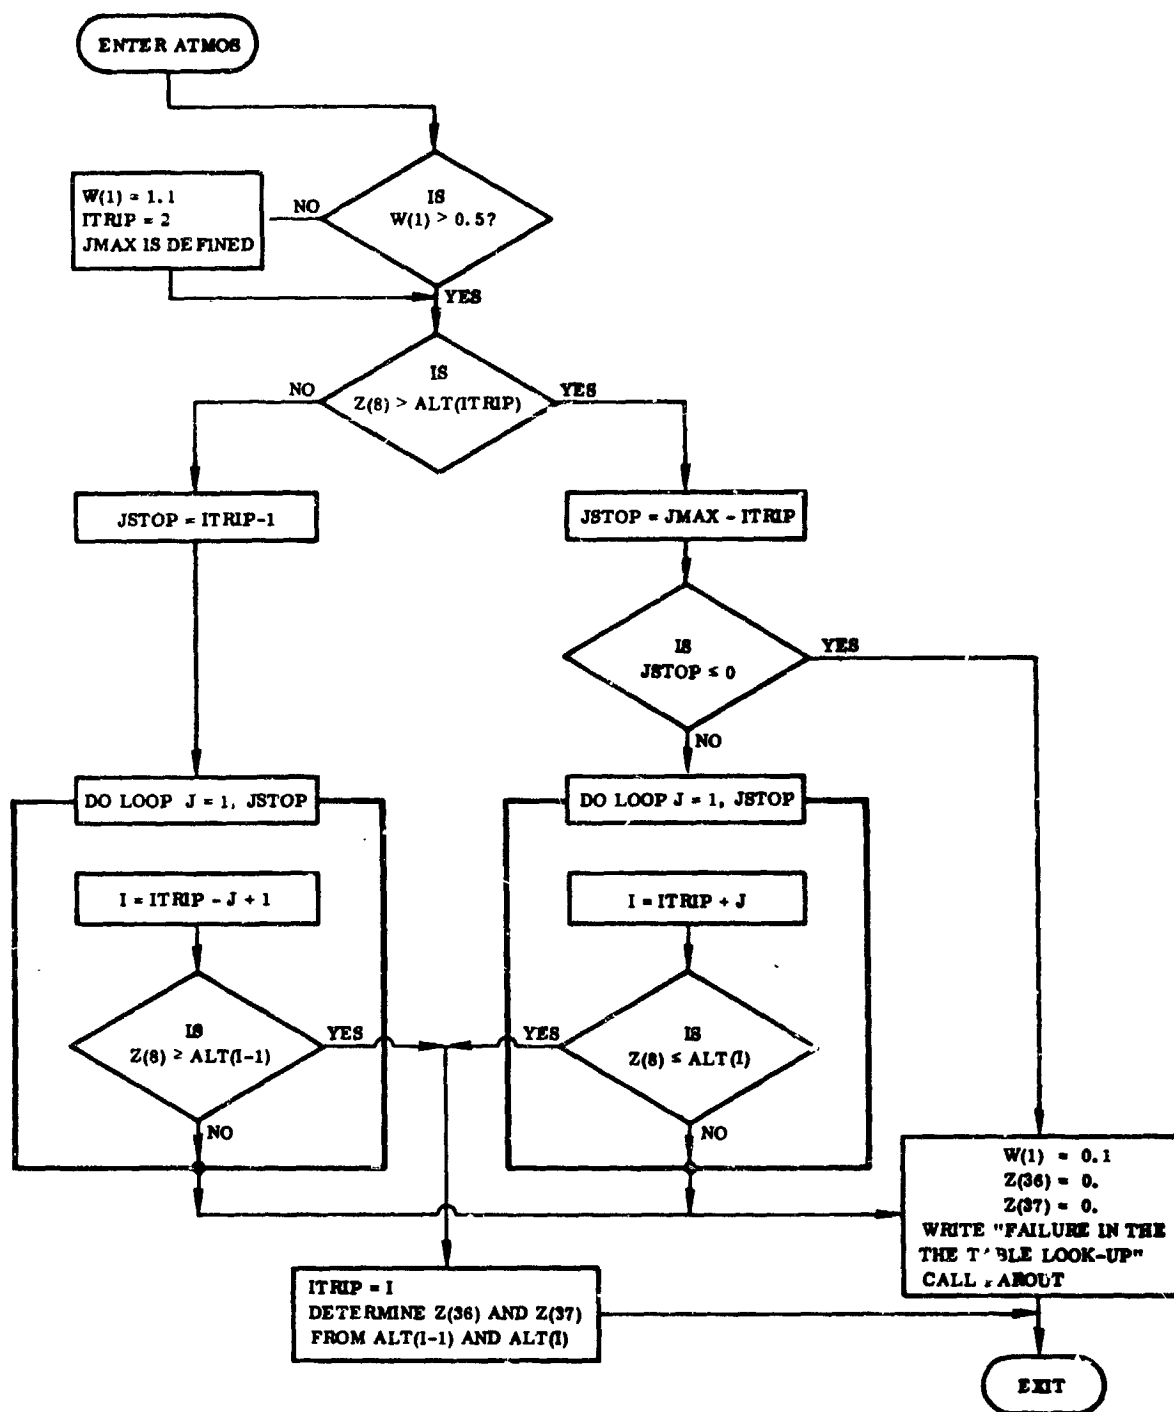 ENTER ATMOS
IS
W(1) > 0.5?
NO
W(1) = 1.1
ITRIP = 2
JMAX IS DEFINED
YES
IS
Z(8) > ALT(ITRIP)
NO
YES
JSTOP = ITRIP-1
JSTOP = JMAX - ITRIP
IS
JSTOP ≤ 0
YES
NO
DO LOOP J = 1, JSTOP
DO LOOP J = 1, JSTOP
I = ITRIP - J + 1
I = ITRIP + J
IS
Z(8) ≥ ALT(I-1)
YES
YES
IS
Z(8) ≤ ALT(I)
NO
NO
W(1) = 0.1
Z(36) = 0.
Z(37) = 0.
WRITE "FAILURE IN THE
THE LOOK-UP"
CALL
ITRIP = I
DETERMINE Z(36) AND Z(37)
FROM ALT(I-1) AND ALT(I)
EXIT